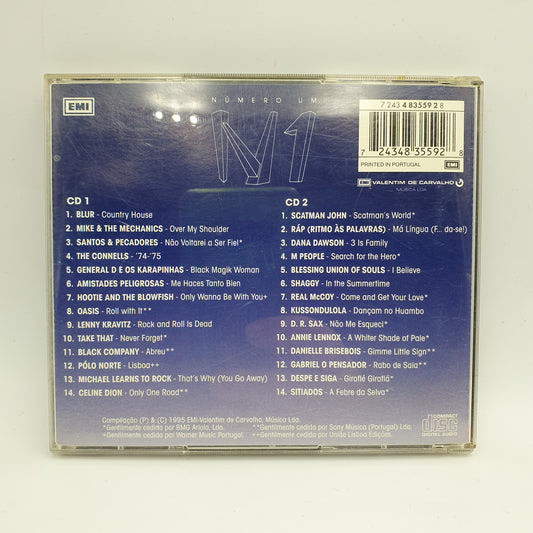 EMI
NÚMERO UM
Nº1
7 243 4 83559 2 8
7 24348 35592 8
PRINTED IN PORTUGAL
EMI
VALENTIM DE CARVALHO
MÚSICA LDA.
CD 1
1. BLUR - Country House
2. MIKE & THE MECHANICS - Over My Shoulder
3. SANTOS & PECADORES - Não Voltarei a Ser Fiel*
4. THE CONNELLS - '74-'75
5. GENERAL D E OS KARAPINHAS - Black Magik Woman
6. AMISTADES PELIGROSAS - Me Haces Tanto Bien
7. HOOTIE AND THE BLOWFISH - Only Wanna Be With You+
8. OASIS - Roll with It**
9. LENNY KRAVITZ - Rock and Roll Is Dead
10. TAKE THAT - Never Forget*
11. BLACK COMPANY - Abreu**
12. PÓLO NORTE - Lisboa++
13. MICHAEL LEARNS TO ROCK - That's Why (You Go Away)
14. CELINE DION - Only One Road**
CD 2
1. SCATMAN JOHN - Scatman's World*
2. RÁP (RITMO ÀS PALAVRAS) - Má Língua (F... da-se!)
3. DANA DAWSON - 3 Is Family
4. M PEOPLE - Search for the Hero*
5. BLESSING UNION OF SOULS - I Believe
6. SHAGGY - In the Summertime
7. REAL McCOY - Come and Get Your Love*
8. KUSSONDULOLA - Dançam no Huambo
9. D. R. SAX - Não Me Esqueci*
10. ANNIE LENNOX - A Whiter Shade of Pale*
11. DANIELLE BRISEBOIS - Gimme Little Sign**
12. GABRIEL O PENSADOR - Rabo de Saia**
13. DESPE E SIGA - Giroflé Giroflá*
14. SITIADOS - A Febre da Selva*
Compilação (P) & (C) 1995 EMI-Valentim de Carvalho, Música Lda.
*Gentilmente cedido por BMG Ariola, Lda. **Gentilmente cedido por Sony Música (Portugal) Lda.
+Gentilmente cedido por Warner Music Portugal. ++Gentilmente cedido por União Lisboa Edições.
COMPACT
DISC
DIGITAL AUDIO